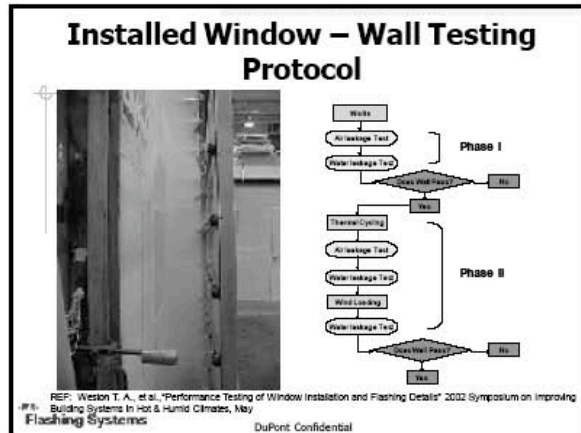 Installed Window – Wall Testing
Protocol
Walls
Air leakage Test
Water leakage Test
Phase I
Does Wall Pass?
No
Yes
Thermal Cycling
Air leakage Test
Water leakage Test
Phase II
Wind Loading
Water leakage Test
Does Wall Pass?
No
Yes
REF: Weston T. A., et al., "Performance Testing of Window Installation and Flashing Details" 2002 Symposium on Improving
Building Systems in Hot & Humid Climates, May
Flashing Systems
DuPont Confidential